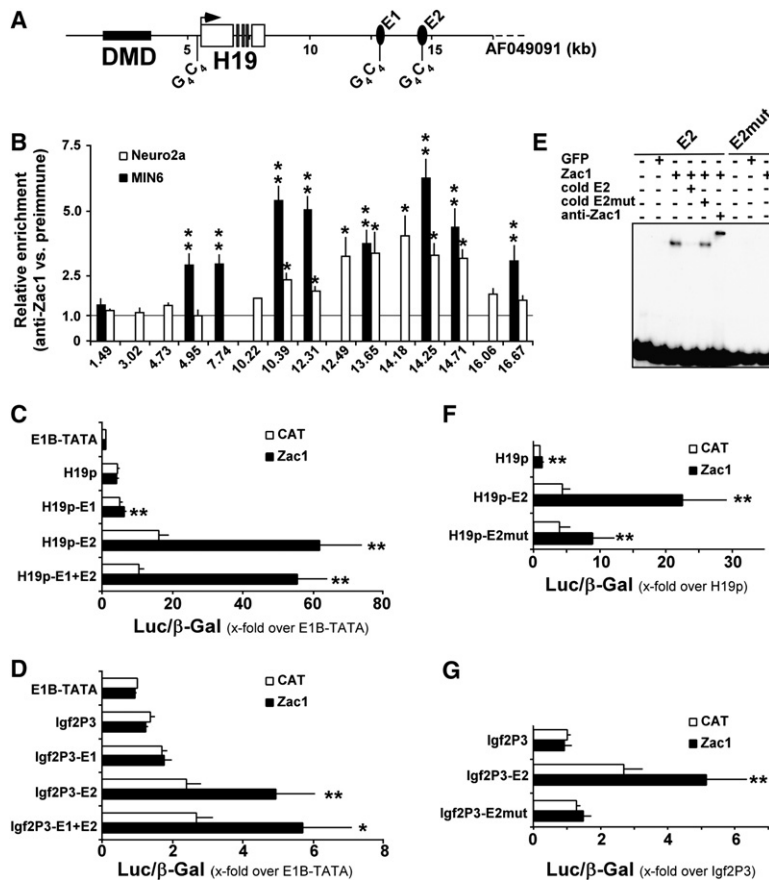 A
E1
E2
5
10
15
AF049091 (kb)
DMD
H19
G4C4
G4C4
G4C4
B
Relative enrichment
(anti-Zac1 vs. preimmune)
7.5
5.0
2.5
1.0
0
Neuro2a
MIN6
** ** ** ** * * * * ** * * ** * ** * **
1.49 3.02 4.73 4.95 7.74 10.22 10.39 12.31 12.49 13.65 14.18 14.25 14.71 16.06 16.67
E
E2
E2mut
GFP - + - - - - - + -
Zac1 - - + + + + - - +
cold E2 - - - + - - - - -
cold E2mut - - - - + - - - -
anti-Zac1 - - - - - + - - -
C
CAT
Zac1
E1B-TATA
H19p
H19p-E1 **
H19p-E2 **
H19p-E1+E2 **
0 20 40 60 80
Luc/β-Gal (x-fold over E1B-TATA)
F
CAT
Zac1
H19p **
H19p-E2 **
H19p-E2mut **
0 10 20 30
Luc/β-Gal (x-fold over H19p)
D
CAT
Zac1
E1B-TATA
Igf2P3
Igf2P3-E1
Igf2P3-E2 **
Igf2P3-E1+E2 *
0 2 4 6 8
Luc/β-Gal (x-fold over E1B-TATA)
G
CAT
Zac1
Igf2P3
Igf2P3-E2 **
Igf2P3-E2mut
0 2 4 6
Luc/β-Gal (x-fold over Igf2P3)